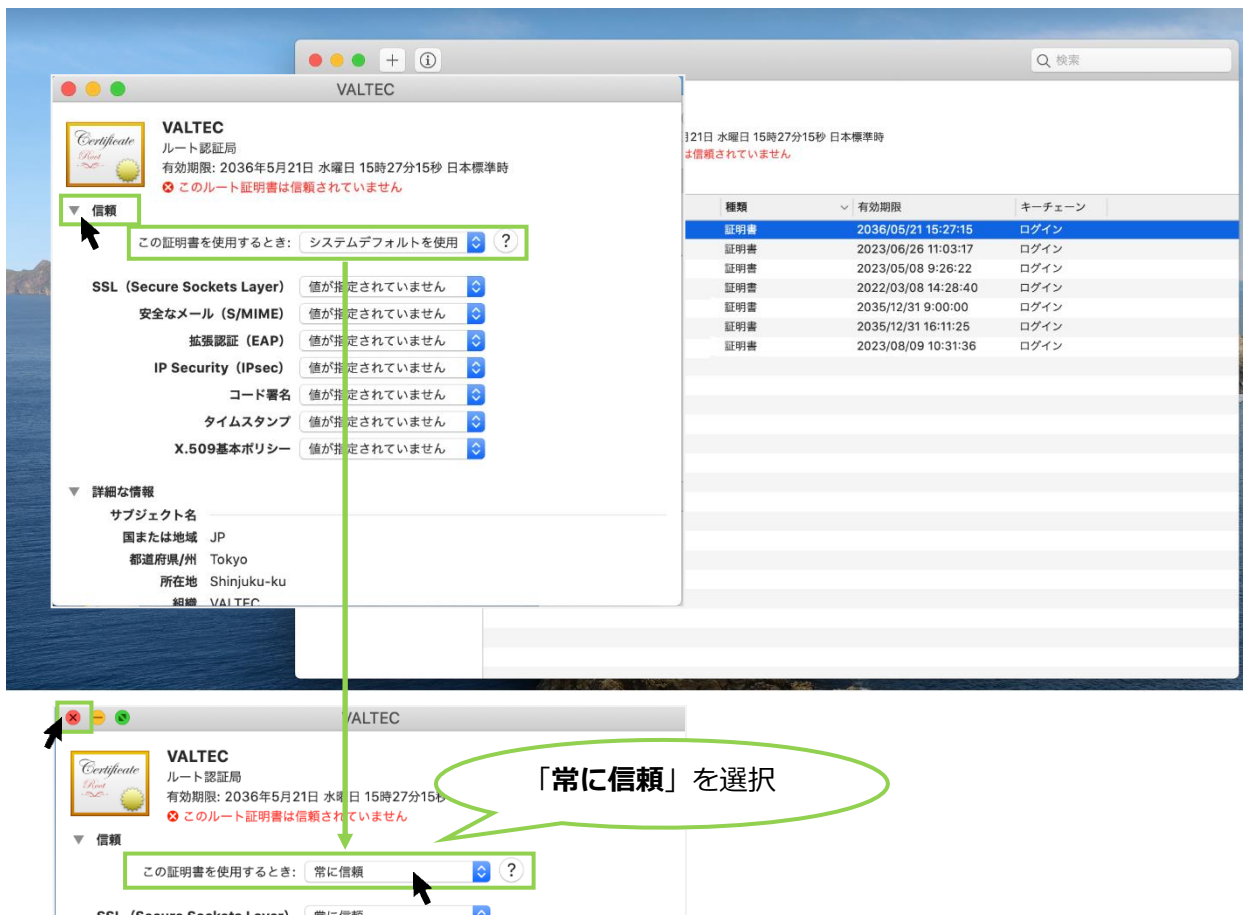 検索
VALTEC
Certificate
Root
VALTEC
ルート認証局
有効期限: 2036年5月21日 水曜日 15時27分15秒 日本標準時
このルート証明書は信頼されていません
月21日 水曜日 15時27分15秒 日本標準時
は信頼されていません
信頼
この証明書を使用するとき: システムデフォルトを使用 ?
SSL（Secure Sockets Layer） 値が指定されていません
安全なメール（S/MIME） 値が指定されていません
拡張認証（EAP） 値が指定されていません
IP Security（IPsec） 値が指定されていません
コード署名 値が指定されていません
タイムスタンプ 値が指定されていません
X.509基本ポリシー 値が指定されていません
詳細な情報
サブジェクト名
国または地域 JP
都道府県/州 Tokyo
所在地 Shinjuku-ku
組織 VALTEC
種類 有効期限 キーチェーン
証明書 2036/05/21 15:27:15 ログイン
証明書 2023/06/26 11:03:17 ログイン
証明書 2023/05/08 9:26:22 ログイン
証明書 2022/03/08 14:28:40 ログイン
証明書 2035/12/31 9:00:00 ログイン
証明書 2035/12/31 16:11:25 ログイン
証明書 2023/08/09 10:31:36 ログイン
VALTEC
Certificate
Root
VALTEC
ルート認証局
有効期限: 2036年5月21日 水曜日 15時27分15秒
このルート証明書は信頼されていません
「常に信頼」を選択
信頼
この証明書を使用するとき: 常に信頼 ?
SSL（Secure Sockets Layer） 常に信頼